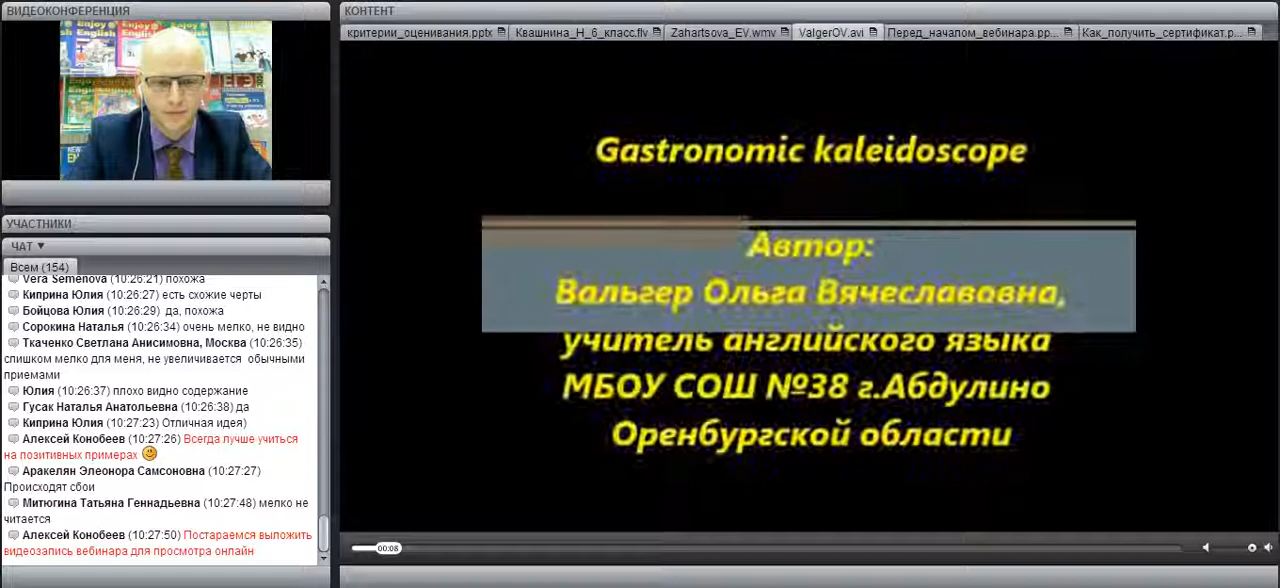 ВИДЕОКОНФЕРЕНЦИЯ
Enjoy English
Enjoy English
ЕГЭ
УЧАСТНИКИ
ЧАТ ▼
Всем (154)
Vera Semenova (10:26:21) похожа
Киприна Юлия (10:26:27) есть схожие черты
Бойцова Юлия (10:26:29) да, похожа
Сорокина Наталья (10:26:34) очень мелко, не видно
Ткаченко Светлана Анисимовна, Москва (10:26:35)
слишком мелко для меня, не увеличивается обычными
приемами
Юлия (10:26:37) плохо видно содержание
Гусак Наталья Анатольевна (10:26:38) да
Киприна Юлия (10:27:23) Отличная идея)
Алексей Конобеев (10:27:26) Всегда лучше учиться
на позитивных примерах
Аракелян Элеонора Самсоновна (10:27:27)
Происходят сбои
Митюгина Татьяна Геннадьевна (10:27:48) мелко не
читается
Алексей Конобеев (10:27:50) Постараемся выложить
видеозапись вебинара для просмотра онлайн
КОНТЕНТ
критерии_оценивания.pptx Квашнина_Н_6_класс.flv Zahartsova_EV.wmv ValgerOV.avi Перед_началом_вебинара.pp... Как_получить_сертификат.p...
Gastronomic kaleidoscope
Автор:
Вальгер Ольга Вячеславовна,
учитель английского языка
МБОУ СОШ №38 г.Абдулино
Оренбургской области
00:08